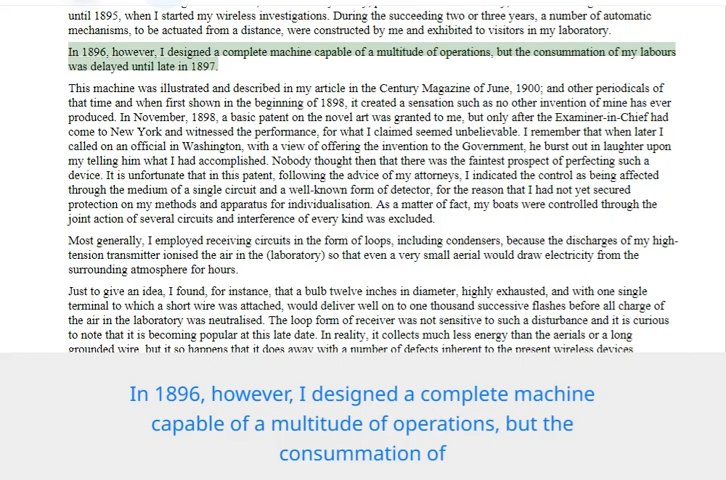 until 1895, when I started my wireless investigations. During the succeeding two or three years, a number of automatic
mechanisms, to be actuated from a distance, were constructed by me and exhibited to visitors in my laboratory.
In 1896, however, I designed a complete machine capable of a multitude of operations, but the consummation of my labours
was delayed until late in 1897.
This machine was illustrated and described in my article in the Century Magazine of June, 1900; and other periodicals of
that time and when first shown in the beginning of 1898, it created a sensation such as no other invention of mine has ever
produced. In November, 1898, a basic patent on the novel art was granted to me, but only after the Examiner-in-Chief had
come to New York and witnessed the performance, for what I claimed seemed unbelievable. I remember that when later I
called on an official in Washington, with a view of offering the invention to the Government, he burst out in laughter upon
my telling him what I had accomplished. Nobody thought then that there was the faintest prospect of perfecting such a
device. It is unfortunate that in this patent, following the advice of my attorneys, I indicated the control as being affected
through the medium of a single circuit and a well-known form of detector, for the reason that I had not yet secured
protection on my methods and apparatus for individualisation. As a matter of fact, my boats were controlled through the
joint action of several circuits and interference of every kind was excluded.
Most generally, I employed receiving circuits in the form of loops, including condensers, because the discharges of my high-
tension transmitter ionised the air in the (laboratory) so that even a very small aerial would draw electricity from the
surrounding atmosphere for hours.
Just to give an idea, I found, for instance, that a bulb twelve inches in diameter, highly exhausted, and with one single
terminal to which a short wire was attached, would deliver well on to one thousand successive flashes before all charge of
the air in the laboratory was neutralised. The loop form of receiver was not sensitive to such a disturbance and it is curious
to note that it is becoming popular at this late date. In reality, it collects much less energy than the aerials or a long
grounded wire, but it so happens that it does away with a number of defects inherent to the present wireless devices
In 1896, however, I designed a complete machine
capable of a multitude of operations, but the
consummation of